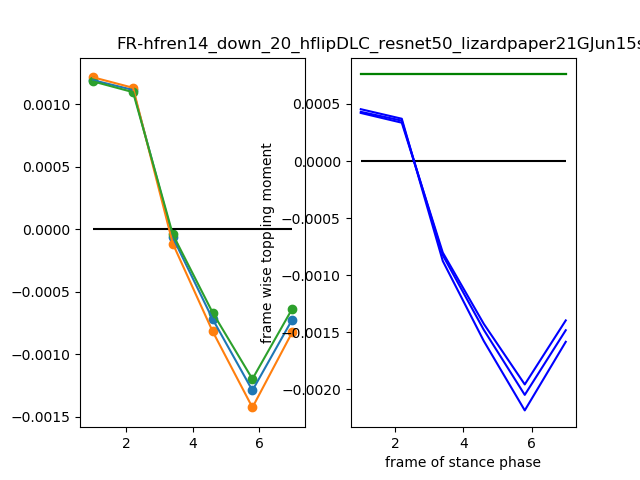 FR-hfren14_down_20_hflipDLC_resnet50_lizardpaper21GJun15s
0.0010
0.0005
0.0000
−0.0005
−0.0010
−0.0015
2 4 6
frame wise toppling moment
0.0005
0.0000
−0.0005
−0.0010
−0.0015
−0.0020
2 4 6
frame of stance phase